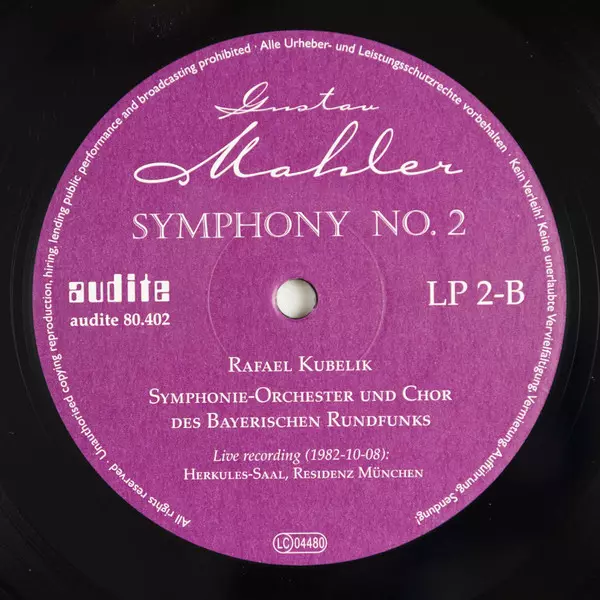 Gustav
Mahler
SYMPHONY NO. 2
audite
audite 80.402
LP 2-B
RAFAEL KUBELIK
SYMPHONIE-ORCHESTER UND CHOR
DES BAYERISCHEN RUNDFUNKS
Live recording (1982-10-08):
HERKULES-SAAL, RESIDENZ MÜNCHEN
LC 04480
All rights reserved · Unauthorised copying reproduction, hiring, lending public performance and broadcasting prohibited · Alle Urheber- und Leistungsschutzrechte vorbehalten · Kein Verleih! Keine unerlaubte Vervielfältigung, Vermietung, Aufführung, Sendung!